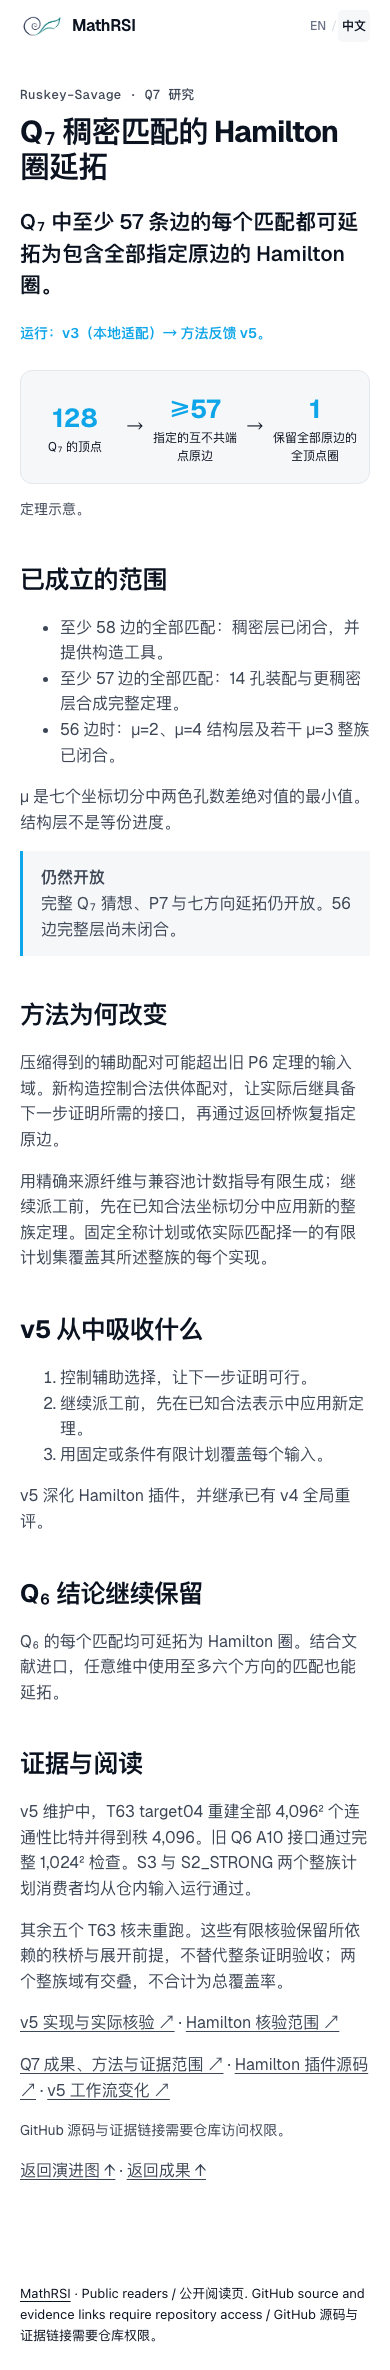 MathRSI
EN / 中文
Ruskey–Savage · Q7 研究
Q₇ 稠密匹配的 Hamilton
圈延拓
Q₇ 中至少 57 条边的每个匹配都可延
拓为包含全部指定原边的 Hamilton
圈。
运行：v3（本地适配）→ 方法反馈 v5。
128
Q₇ 的顶点
→
⩾57
指定的互不共端
点原边
→
1
保留全部原边的
全顶点圈
定理示意。
已成立的范围
• 至少 58 边的全部匹配：稠密层已闭合，并
提供构造工具。
• 至少 57 边的全部匹配：14 孔装配与更稠密
层合成完整定理。
• 56 边时：μ=2、μ=4 结构层及若干 μ=3 整族
已闭合。
μ 是七个坐标切分中两色孔数差绝对值的最小值。
结构层不是等份进度。
仍然开放
完整 Q₇ 猜想、P7 与七方向延拓仍开放。56
边完整层尚未闭合。
方法为何改变
压缩得到的辅助配对可能超出旧 P6 定理的输入
域。新构造控制合法供体配对，让实际后继具备
下一步证明所需的接口，再通过返回桥恢复指定
原边。
用精确来源纤维与兼容池计数指导有限生成；继
续派工前，先在已知合法坐标切分中应用新的整
族定理。固定全称计划或依实际匹配择一的有限
计划集覆盖其所述整族的每个实现。
v5 从中吸收什么
1. 控制辅助选择，让下一步证明可行。
2. 继续派工前，先在已知合法表示中应用新定
理。
3. 用固定或条件有限计划覆盖每个输入。
v5 深化 Hamilton 插件，并继承已有 v4 全局重
评。
Q₆ 结论继续保留
Q₆ 的每个匹配均可延拓为 Hamilton 圈。结合文
献进口，任意维中使用至多六个方向的匹配也能
延拓。
证据与阅读
v5 维护中，T63 target04 重建全部 4,096² 个连
通性比特并得到秩 4,096。旧 Q6 A10 接口通过完
整 1,024² 检查。S3 与 S2_STRONG 两个整族计
划消费者均从仓内输入运行通过。
其余五个 T63 核未重跑。这些有限核验保留所依
赖的秩桥与展开前提，不替代整条证明验收；两
个整族域有交叠，不合计为总覆盖率。
v5 实现与实际核验 ↗ · Hamilton 核验范围 ↗
Q7 成果、方法与证据范围 ↗ · Hamilton 插件源码
↗ · v5 工作流变化 ↗
GitHub 源码与证据链接需要仓库访问权限。
返回演进图 ↑ · 返回成果 ↑
MathRSI · Public readers / 公开阅读页. GitHub source and
evidence links require repository access / GitHub 源码与
证据链接需要仓库权限。